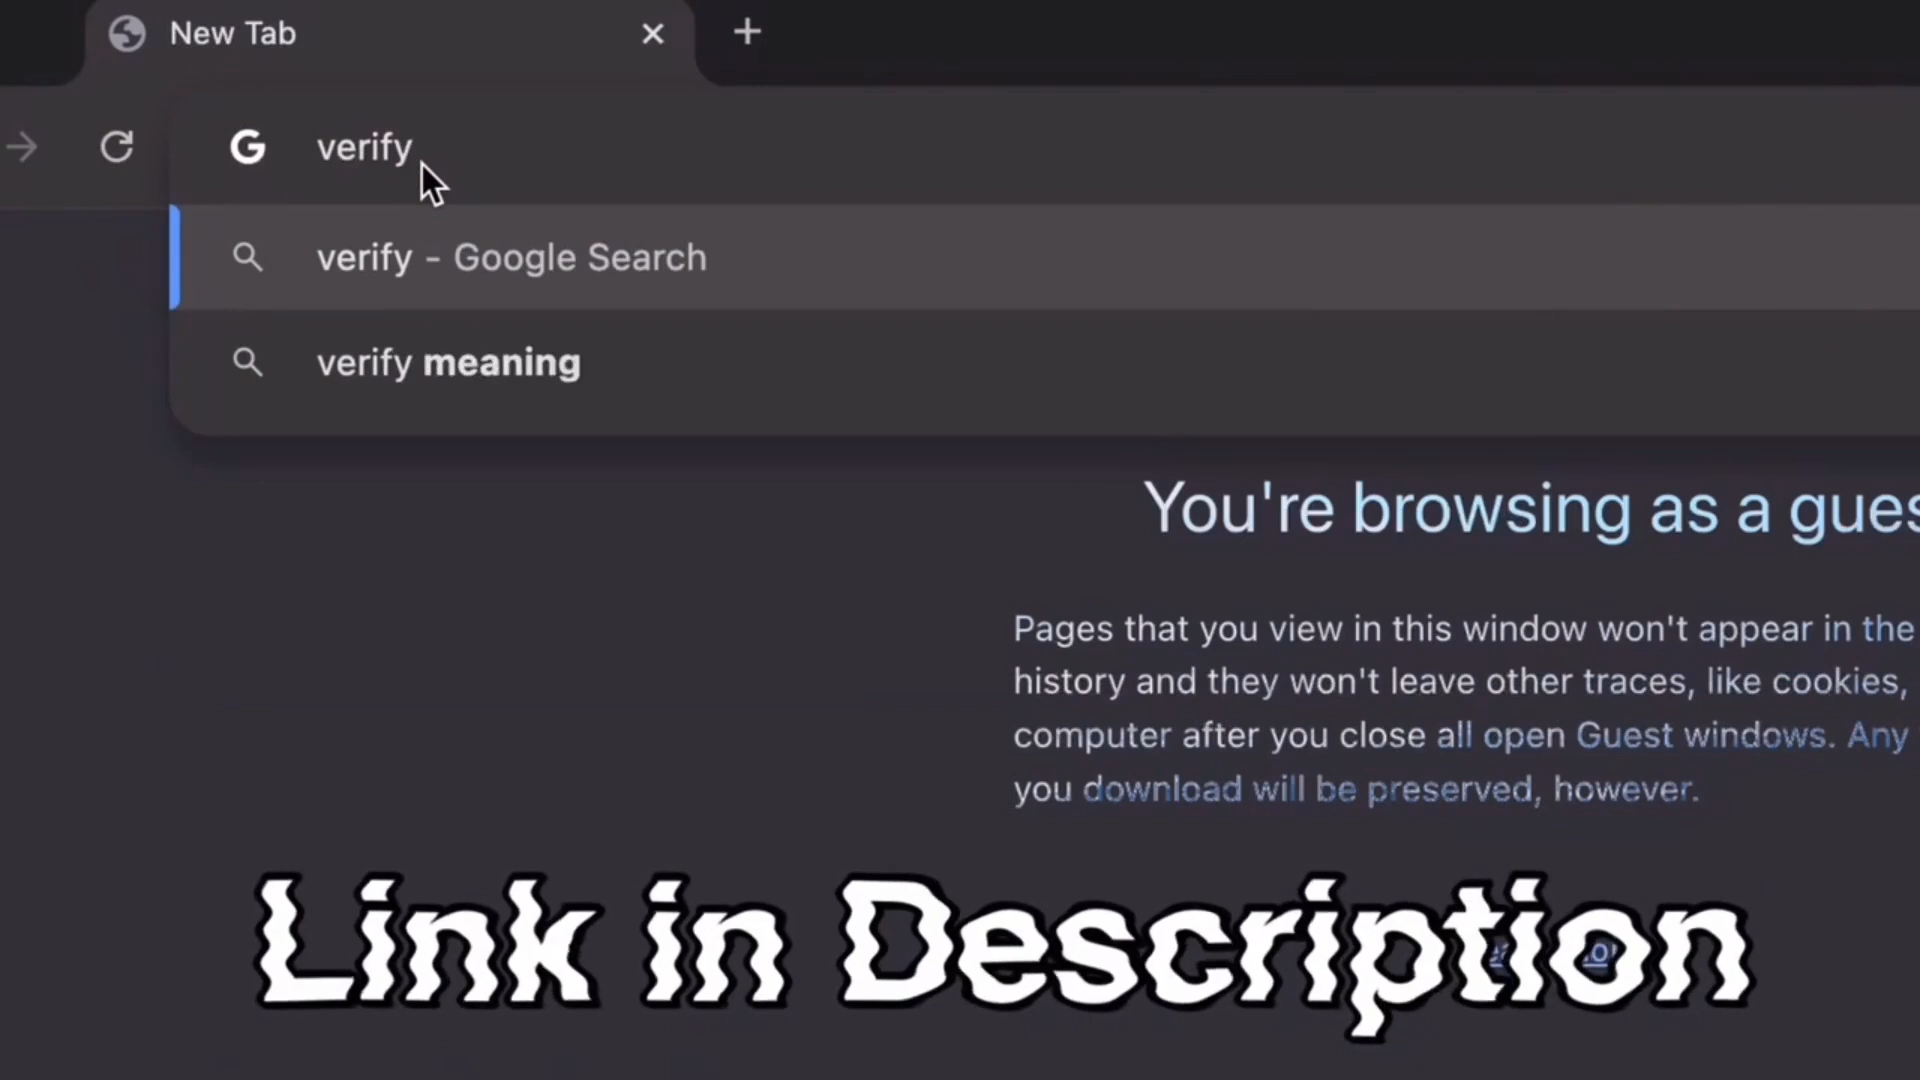 New Tab
verify
verify - Google Search
verify meaning
You're browsing as a gues
Pages that you view in this window won't appear in the
history and they won't leave other traces, like cookies,
computer after you close all open Guest windows. Any
you download will be preserved, however.
Link in Description